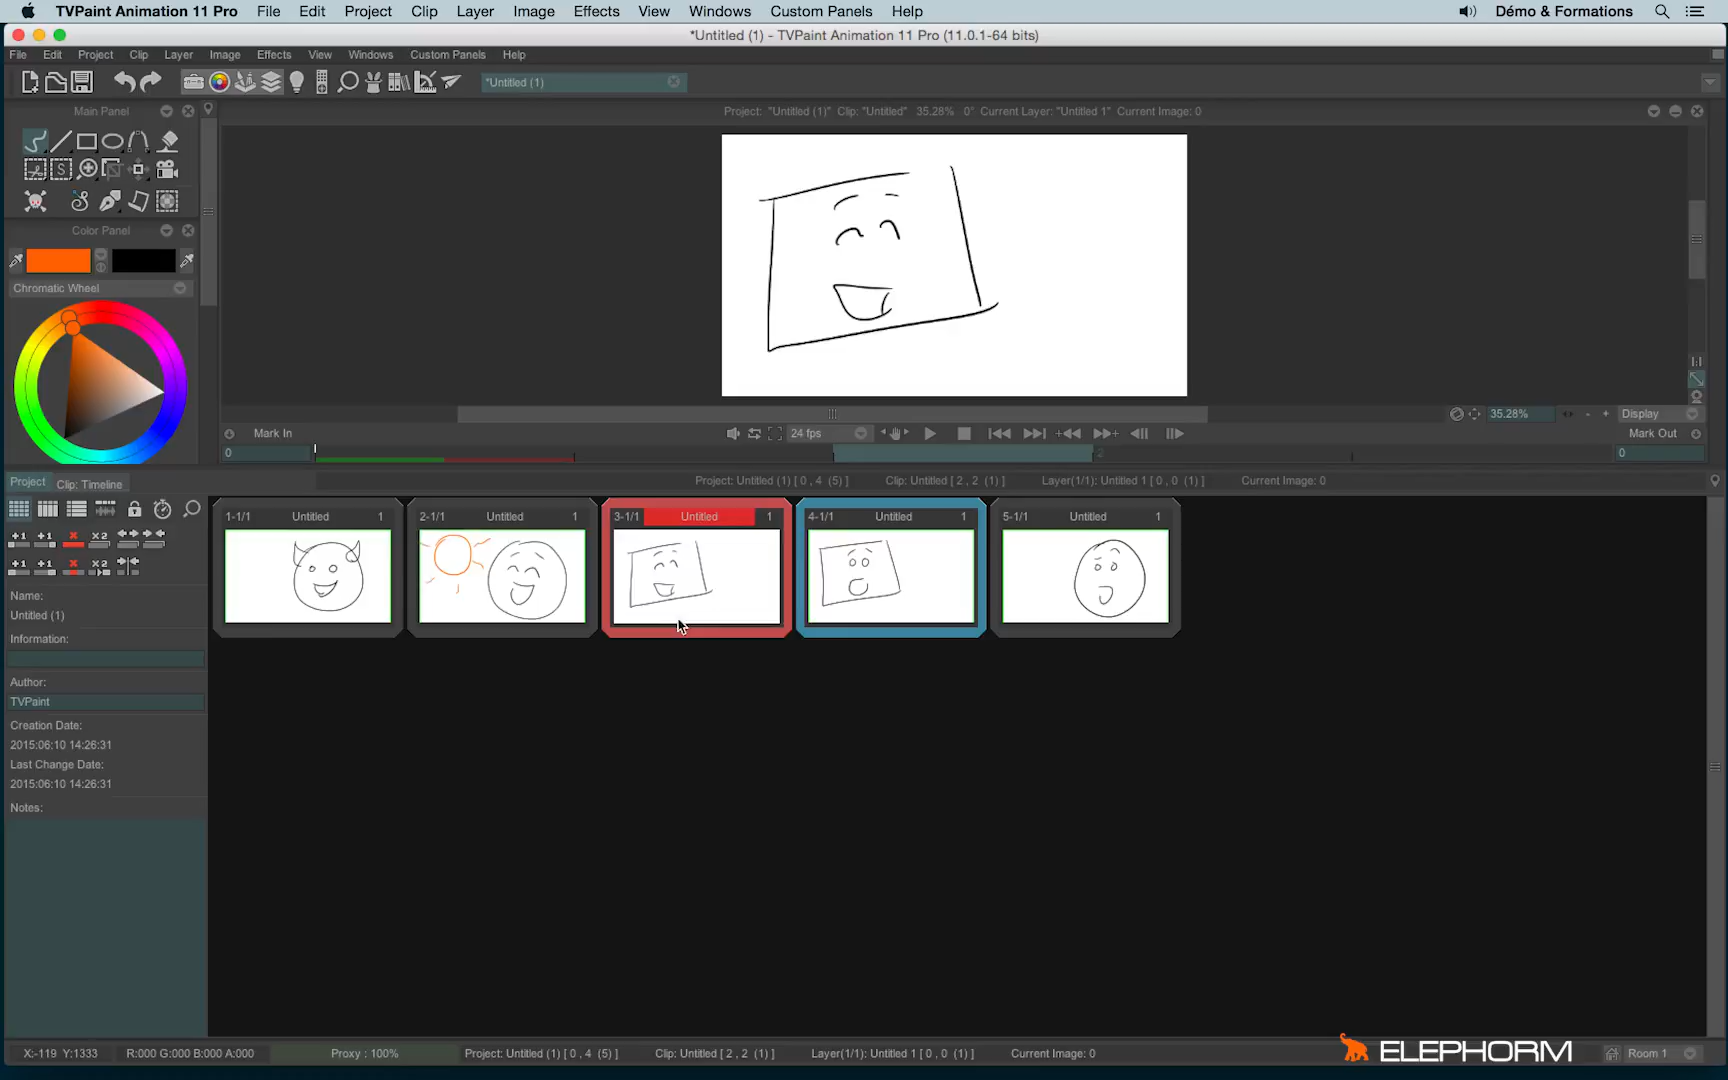 TVPaint Animation 11 Pro File Edit Project Clip Layer Image Effects View Windows Custom Panels Help Démo & Formations
*Untitled (1) - TVPaint Animation 11 Pro (11.0.1-64 bits)
File Edit Project Clip Layer Image Effects View Windows Custom Panels Help
*Untitled (1)
Main Panel
Project: "Untitled (1)" Clip: "Untitled" 35.28% 0° Current Layer: "Untitled 1" Current Image: 0
Color Panel
Chromatic Wheel
1:1
35.28% - + Display
Mark In 24 fps Mark Out
0 2 0
Project Clip: Timeline Project: Untitled (1) [ 0 , 4 (5) ] Clip: Untitled [ 2 , 2 (1) ] Layer(1/1): Untitled 1 [ 0 , 0 (1) ] Current Image: 0
1-1/1 Untitled 1 2-1/1 Untitled 1 3-1/1 Untitled 1 4-1/1 Untitled 1 5-1/1 Untitled 1
+1 +1 x X2
+1 +1 x X2
Name:
Untitled (1)
Information:
Author:
TVPaint
Creation Date:
2015:06:10 14:26:31
Last Change Date:
2015:06:10 14:26:31
Notes:
ELEPHORM
X:-119 Y:1333 R:000 G:000 B:000 A:000 Proxy : 100% Project: Untitled (1) [ 0 , 4 (5) ] Clip: Untitled [ 2 , 2 (1) ] Layer(1/1): Untitled 1 [ 0 , 0 (1) ] Current Image: 0 Room 1